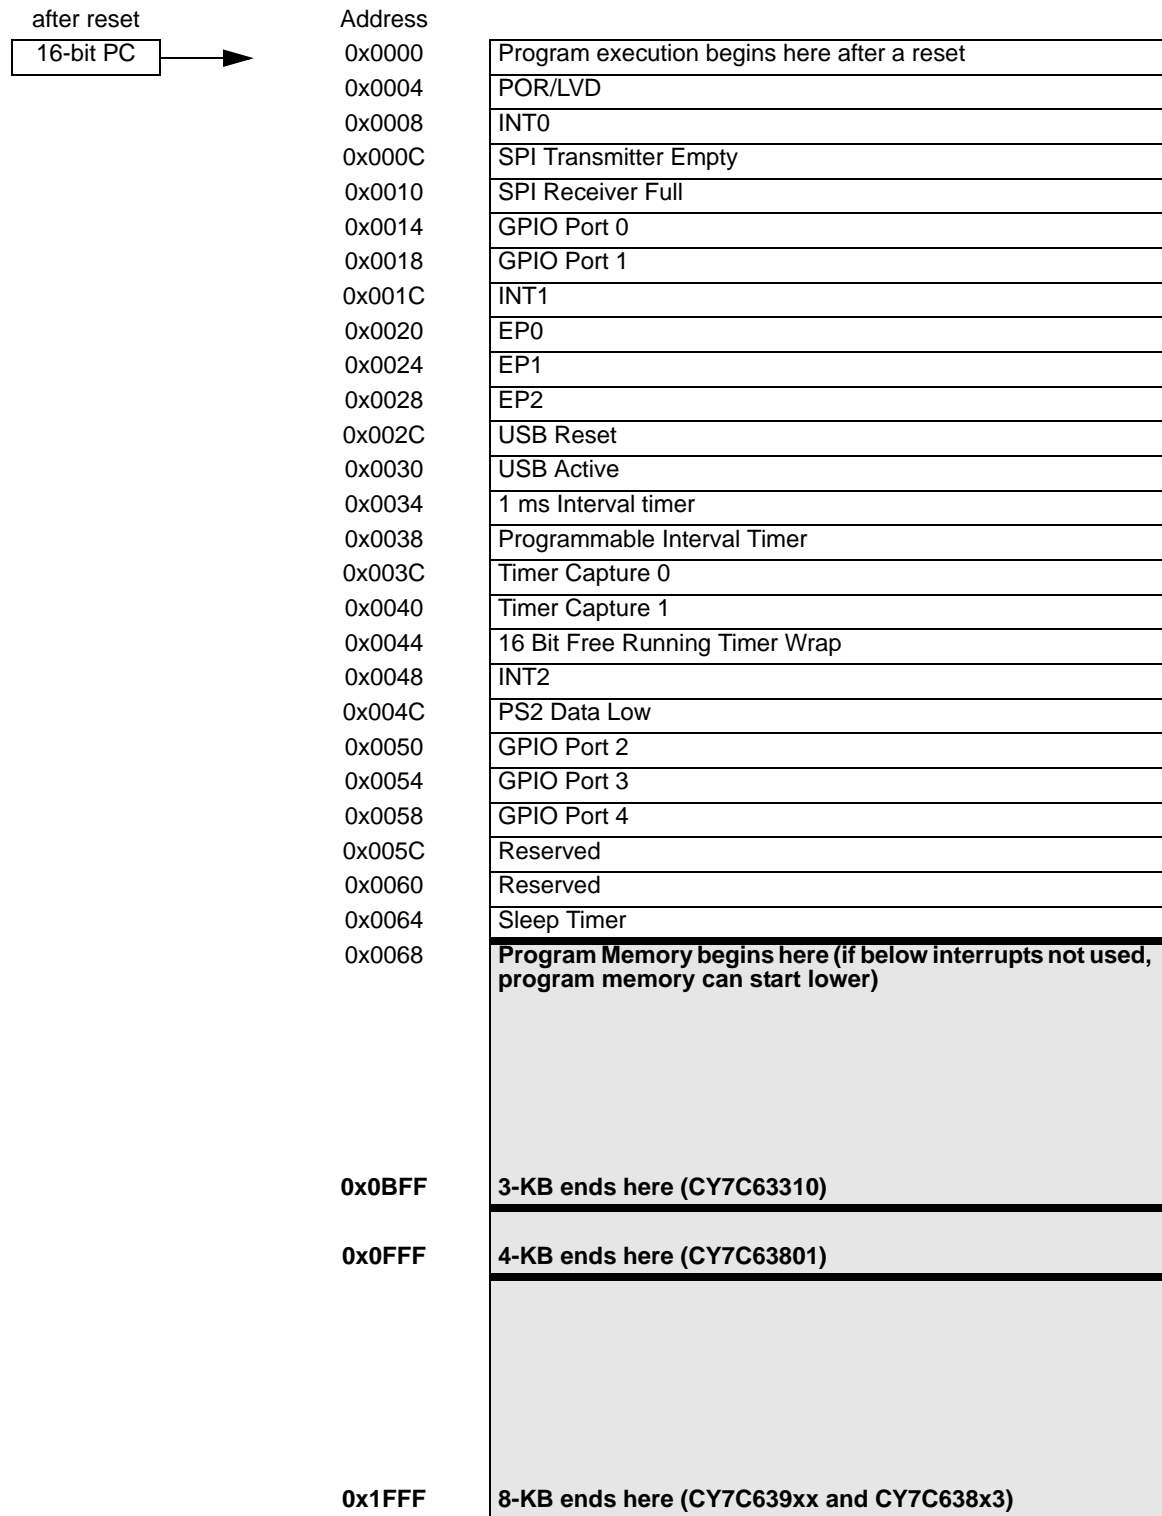 after reset Address
16-bit PC 0x0000 Program execution begins here after a reset
0x0004 POR/LVD
0x0008 INT0
0x000C SPI Transmitter Empty
0x0010 SPI Receiver Full
0x0014 GPIO Port 0
0x0018 GPIO Port 1
0x001C INT1
0x0020 EP0
0x0024 EP1
0x0028 EP2
0x002C USB Reset
0x0030 USB Active
0x0034 1 ms Interval timer
0x0038 Programmable Interval Timer
0x003C Timer Capture 0
0x0040 Timer Capture 1
0x0044 16 Bit Free Running Timer Wrap
0x0048 INT2
0x004C PS2 Data Low
0x0050 GPIO Port 2
0x0054 GPIO Port 3
0x0058 GPIO Port 4
0x005C Reserved
0x0060 Reserved
0x0064 Sleep Timer
0x0068 Program Memory begins here (if below interrupts not used,
program memory can start lower)
0x0BFF 3-KB ends here (CY7C63310)
0x0FFF 4-KB ends here (CY7C63801)
0x1FFF 8-KB ends here (CY7C639xx and CY7C638x3)